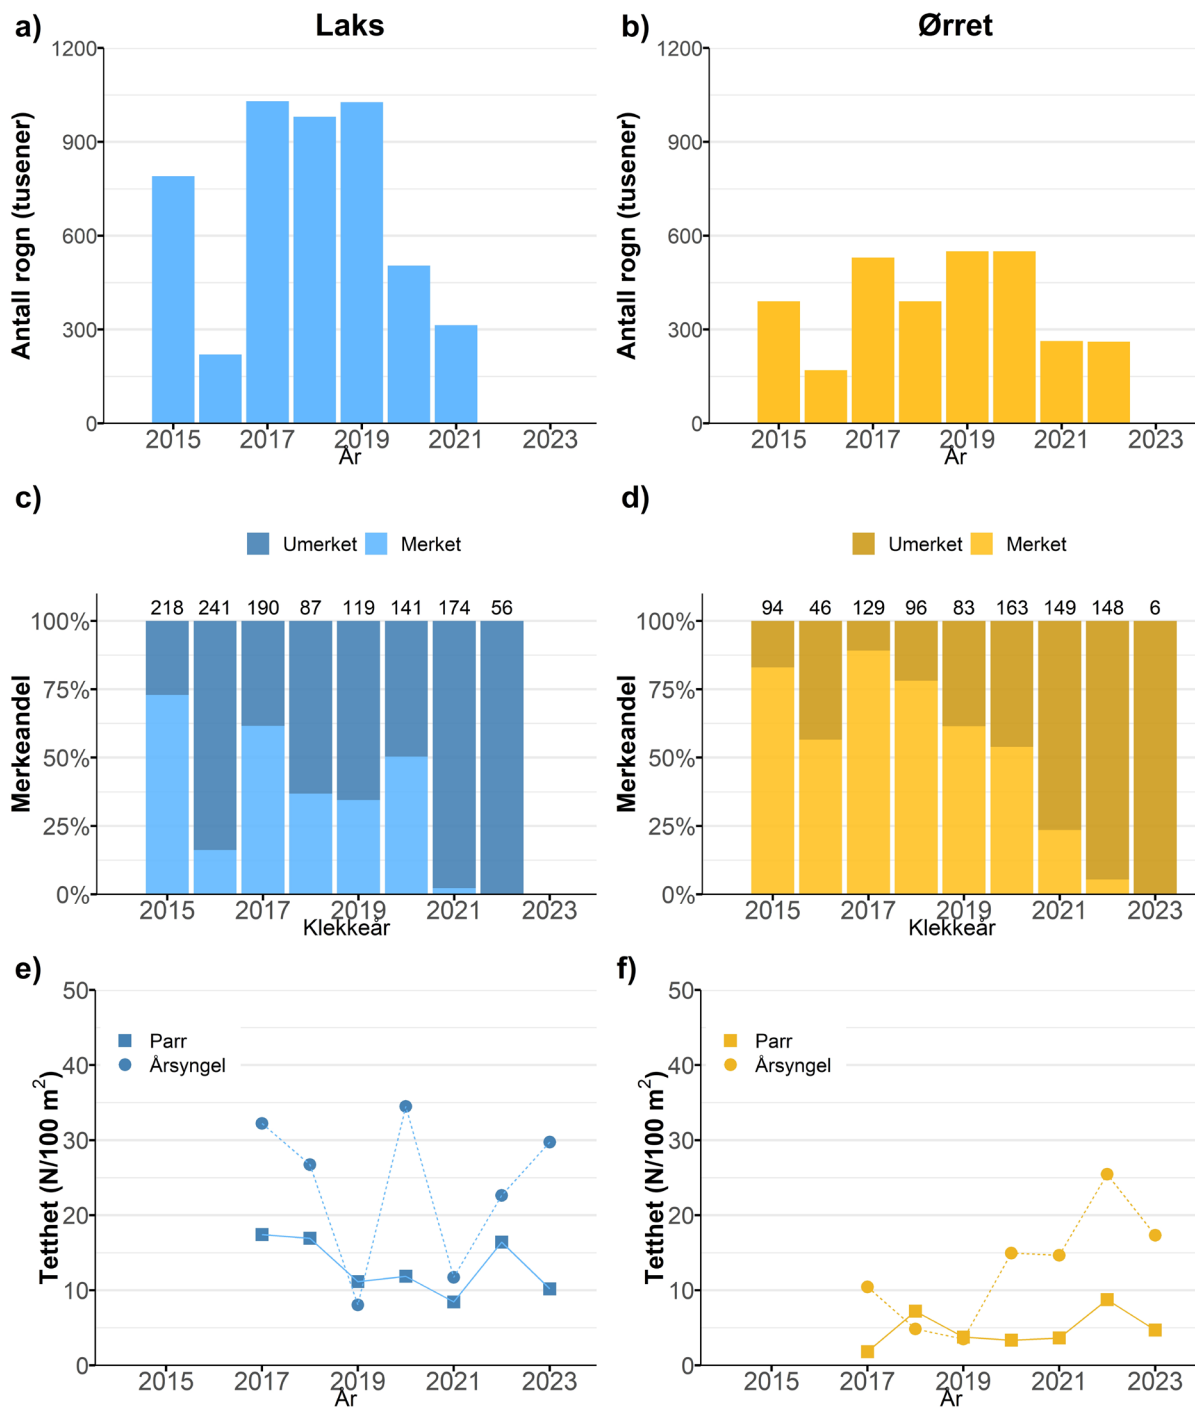 a)
Laks
Antall rogn (tusener)
1200
900
600
300
0
2015 2017 2019 2021 2023
År
b)
Ørret
Antall rogn (tusener)
1200
900
600
300
0
2015 2017 2019 2021 2023
År
c)
Umerket Merket
218 241 190 87 119 141 174 56
Merkeandel
100%
75%
50%
25%
0%
2015 2017 2019 2021 2023
Klekkeår
d)
Umerket Merket
94 46 129 96 83 163 149 148 6
Merkeandel
100%
75%
50%
25%
0%
2015 2017 2019 2021 2023
Klekkeår
e)
Tetthet (N/100 m²)
50
40
30
20
10
0
Parr
Årsyngel
2015 2017 2019 2021 2023
År
f)
Tetthet (N/100 m²)
50
40
30
20
10
0
Parr
Årsyngel
2015 2017 2019 2021 2023
År